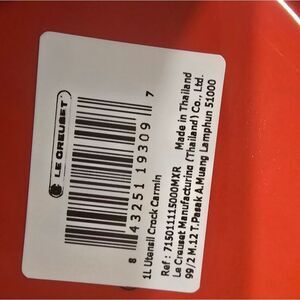 LE CREUSET
8 43251 19309 7
1L Utensil Crock Carmin
Ref : 715011115000MXR Made in Thailand
Le Creuset Manufacturing (Thailand) Co., Ltd.
99/2 M.12 T.Pasak A.Muang Lamphun 51000